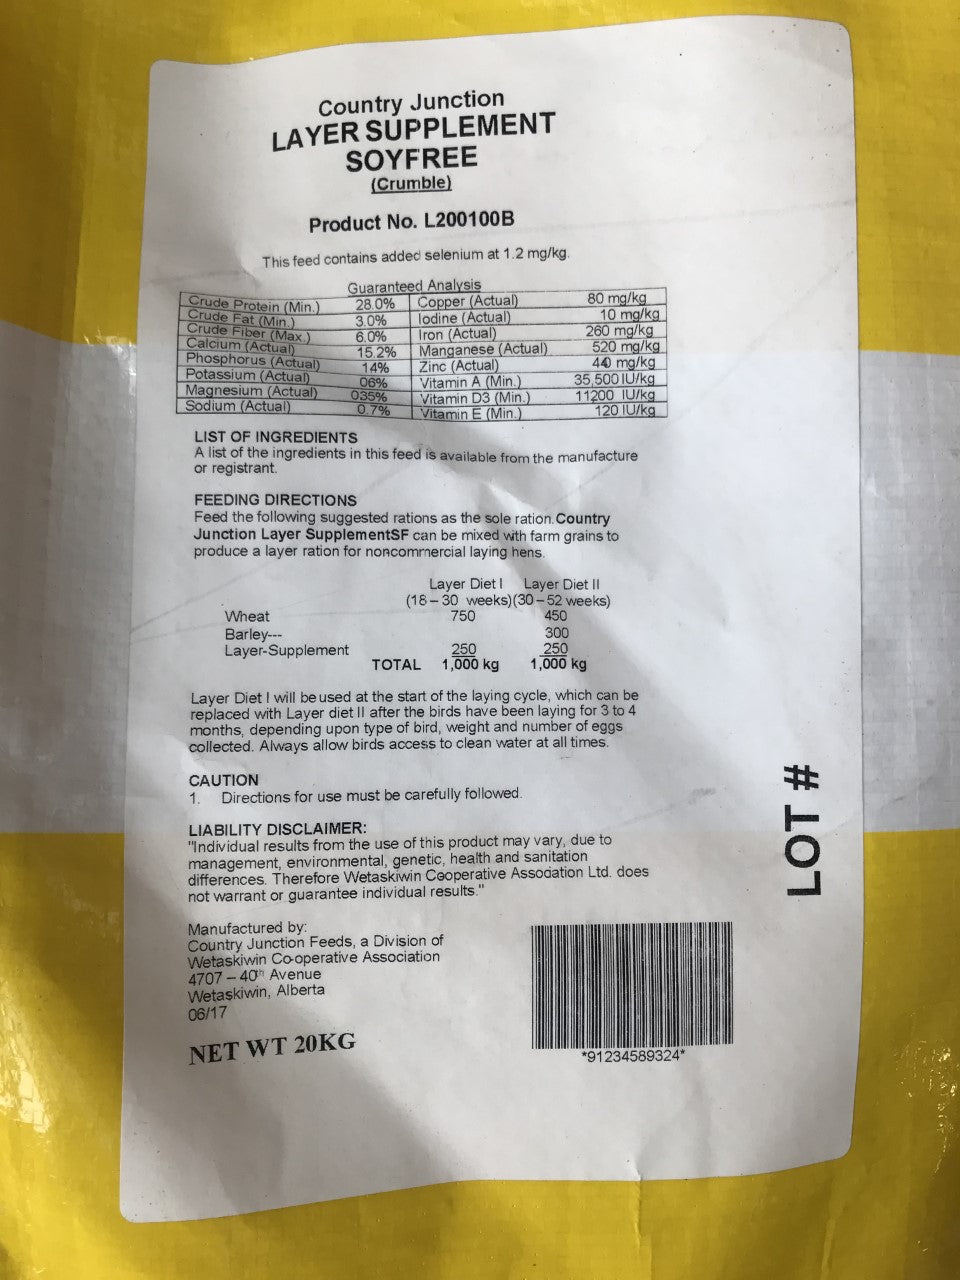 Country Junction
LAYER SUPPLEMENT
SOYFREE
(Crumble)
Product No. L200100B
This feed contains added selenium at 1.2 mg/kg.
Guaranteed Analysis
Crude Protein (Min.) 28.0% Copper (Actual) 80 mg/kg
Crude Fat (Min.) 3.0% Iodine (Actual) 10 mg/kg
Crude Fiber (Max.) 6.0% Iron (Actual) 260 mg/kg
Calcium (Actual) 15.2% Manganese (Actual) 520 mg/kg
Phosphorus (Actual) 14% Zinc (Actual) mg/kg
Potassium (Actual) 06% Vitamin A (Min.) 35,500 IU/kg
Magnesium (Actual) 035% Vitamin D3 (Min.) 11200 IU/kg
Sodium (Actual) 0.7% Vitamin E (Min.) 120 IU/kg
LIST OF INGREDIENTS
A list of the ingredients in this feed is available from the manufacture
or registrant.
FEEDING DIRECTIONS
Feed the following suggested rations as the sole ration. Country
Junction Layer SupplementSF can be mixed with farm grains to
produce a layer ration for noncommercial laying hens.
Layer Diet I Layer Diet II
(18 – 30 weeks) (30 – 52 weeks)
Wheat 750 450
Barley--- 300
Layer-Supplement 250 250
TOTAL 1,000 kg 1,000 kg
Layer Diet I will be used at the start of the laying cycle, which can be
replaced with Layer diet II after the birds have been laying for 3 to 4
months, depending upon type of bird, weight and number of eggs
collected. Always allow birds access to clean water at all times.
CAUTION
1. Directions for use must be carefully followed.
LIABILITY DISCLAIMER:
"Individual results from the use of this product may vary, due to
management, environmental, genetic, health and sanitation
differences. Therefore Wetaskiwin Cooperative Association Ltd. does
not warrant or guarantee individual results."
Manufactured by:
Country Junction Feeds, a Division of
Wetaskiwin Co-operative Association
4707 – 40th Avenue
Wetaskiwin, Alberta
06/17
NET WT 20KG
*91234589324*
LOT #